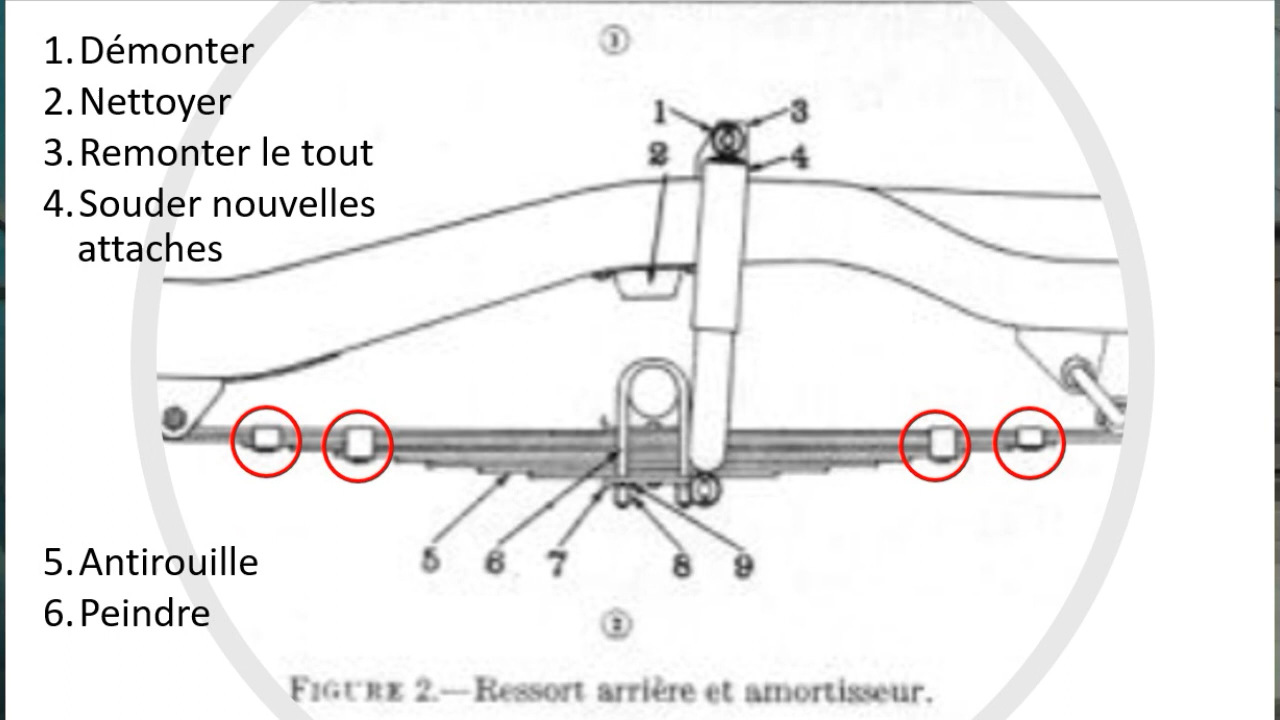 1. Démonter
2. Nettoyer
3. Remonter le tout
4. Souder nouvelles
attaches
1
3
1
3
2
4
5
6
7
8
9
5. Antirouille
6. Peindre
2
FIGURE 2.—Ressort arrière et amortisseur.